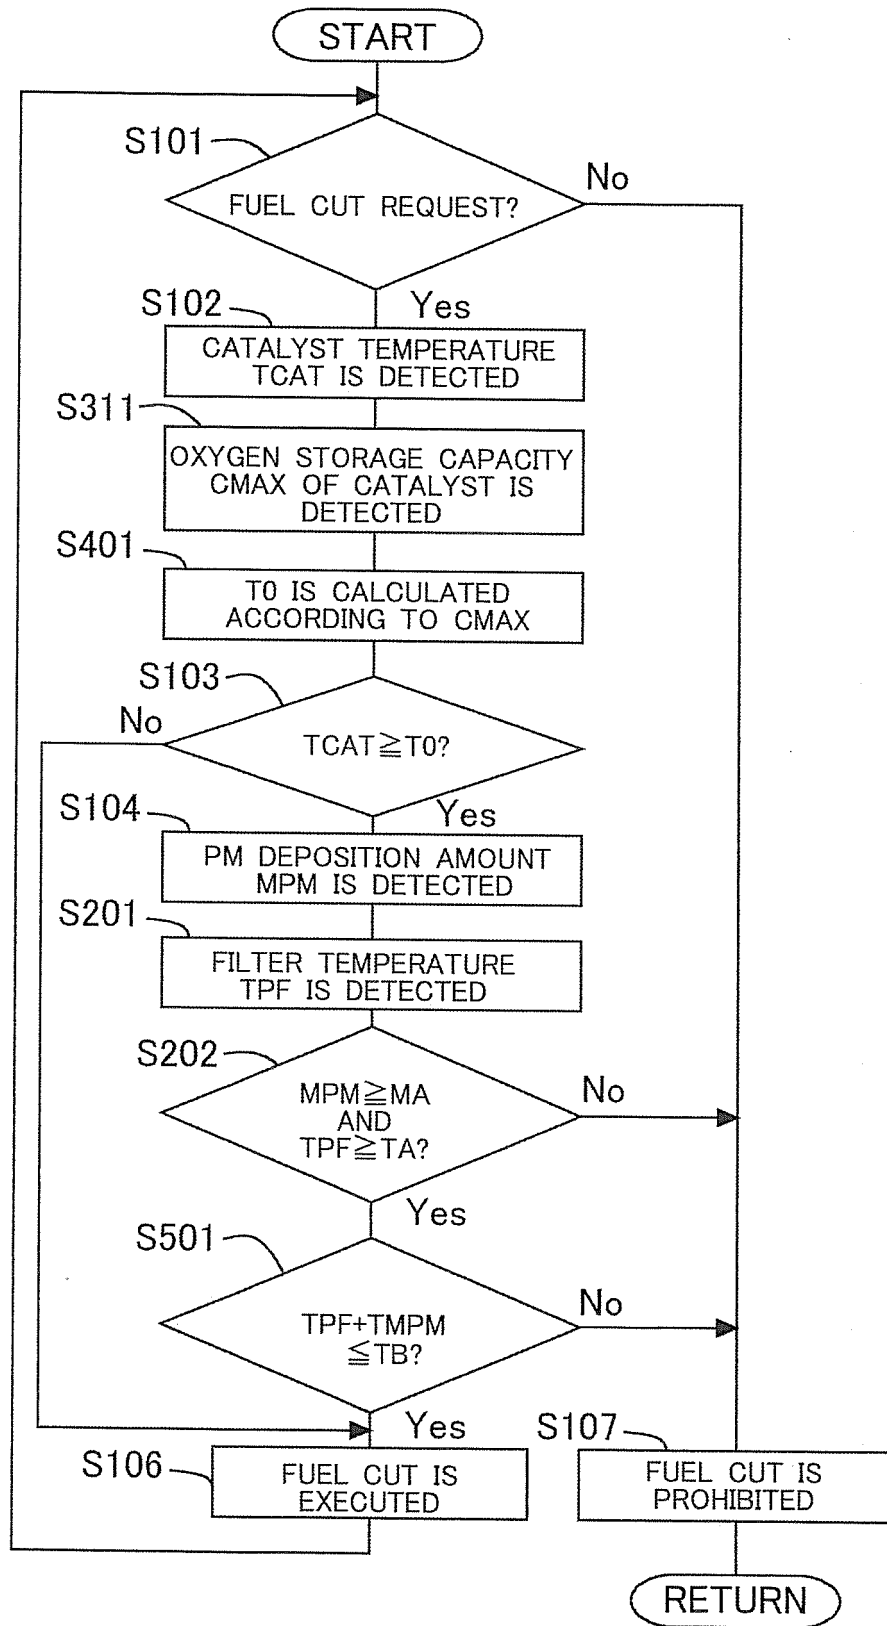 START
S101
FUEL CUT REQUEST?
No
Yes
S102
CATALYST TEMPERATURE
TCAT IS DETECTED
S311
OXYGEN STORAGE CAPACITY
CMAX OF CATALYST IS
DETECTED
S401
T0 IS CALCULATED
ACCORDING TO CMAX
S103
No
TCAT≧T0?
Yes
S104
PM DEPOSITION AMOUNT
MPM IS DETECTED
S201
FILTER TEMPERATURE
TPF IS DETECTED
S202
MPM≧MA
AND
TPF≧TA?
No
Yes
S501
TPF+TMPM
≦TB?
No
Yes
S106
FUEL CUT IS
EXECUTED
S107
FUEL CUT IS
PROHIBITED
RETURN